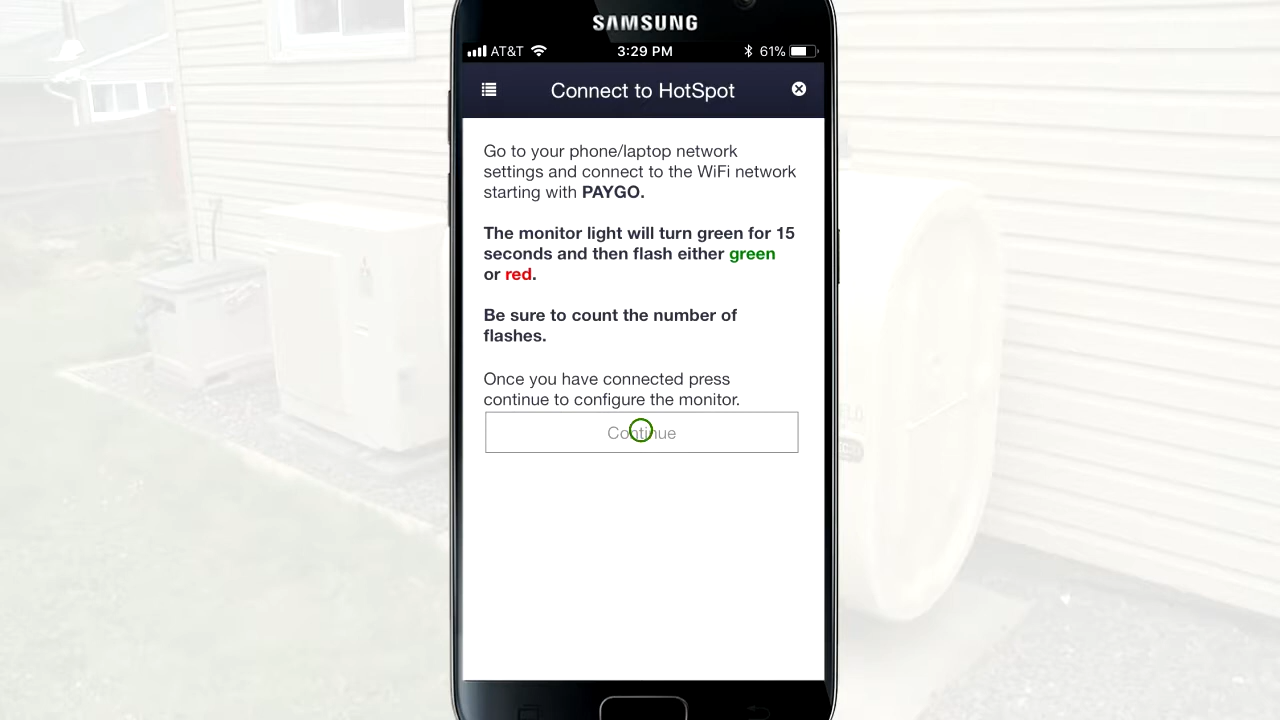 SAMSUNG
AT&T 3:29 PM 61%
Connect to HotSpot
Go to your phone/laptop network
settings and connect to the WiFi network
starting with PAYGO.
The monitor light will turn green for 15
seconds and then flash either green
or red.
Be sure to count the number of
flashes.
Once you have connected press
continue to configure the monitor.
Continue